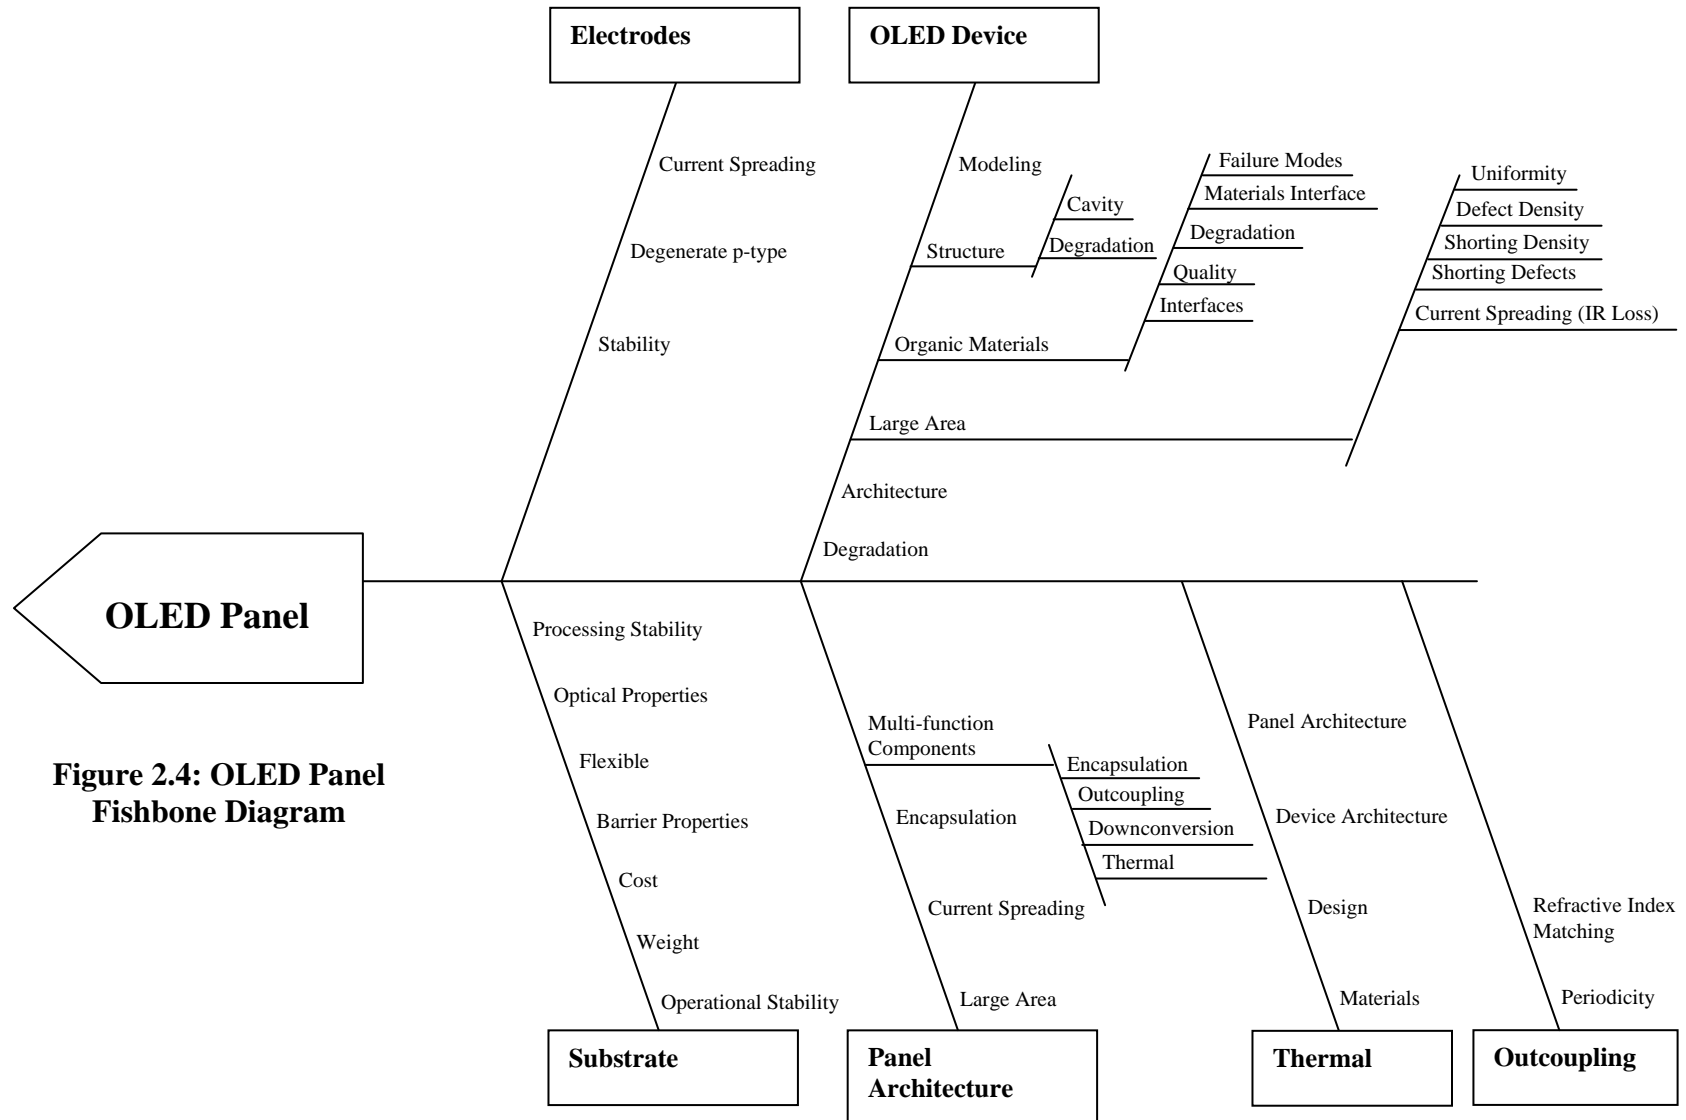 Electrodes
OLED Device
Current Spreading
Degenerate p-type
Stability
Modeling
Structure
Cavity
Degradation
Organic Materials
Failure Modes
Materials Interface
Degradation
Quality
Interfaces
Large Area
Uniformity
Defect Density
Shorting Density
Shorting Defects
Current Spreading (IR Loss)
Architecture
Degradation
OLED Panel
Figure 2.4: OLED Panel
Fishbone Diagram
Processing Stability
Optical Properties
Flexible
Barrier Properties
Cost
Weight
Operational Stability
Substrate
Multi-function
Components
Encapsulation
Outcoupling
Downconversion
Thermal
Encapsulation
Current Spreading
Large Area
Panel
Architecture
Panel Architecture
Device Architecture
Design
Materials
Thermal
Refractive Index
Matching
Periodicity
Outcoupling